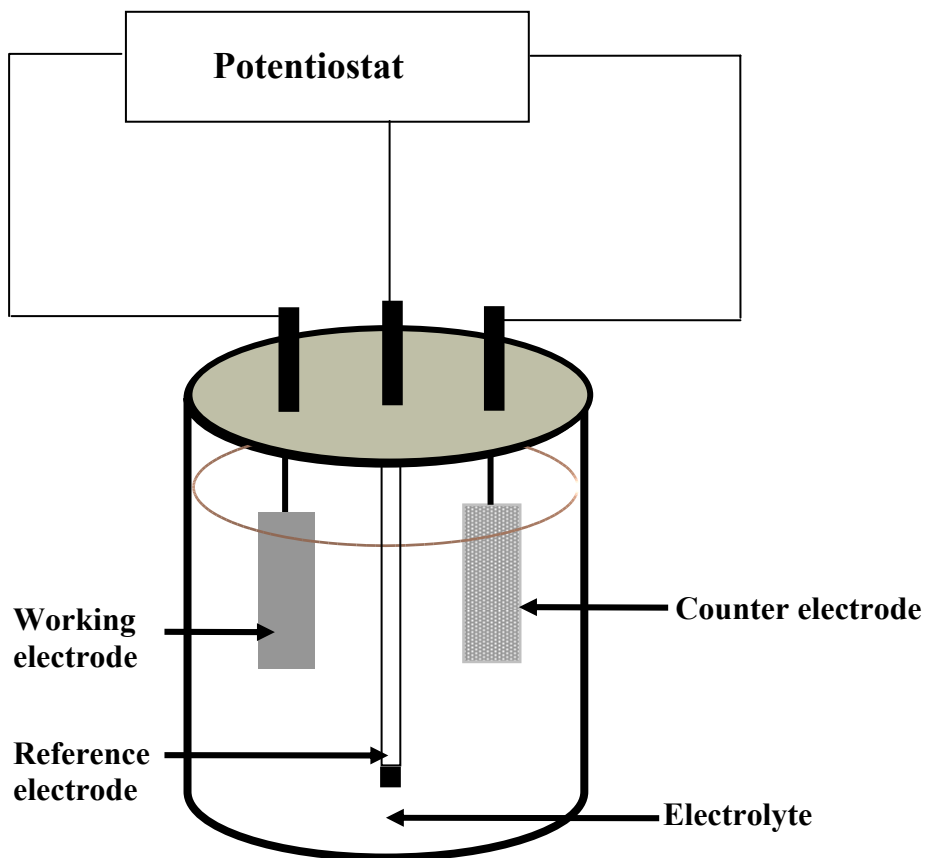 Potentiostat
Working
electrode
Counter electrode
Reference
electrode
Electrolyte